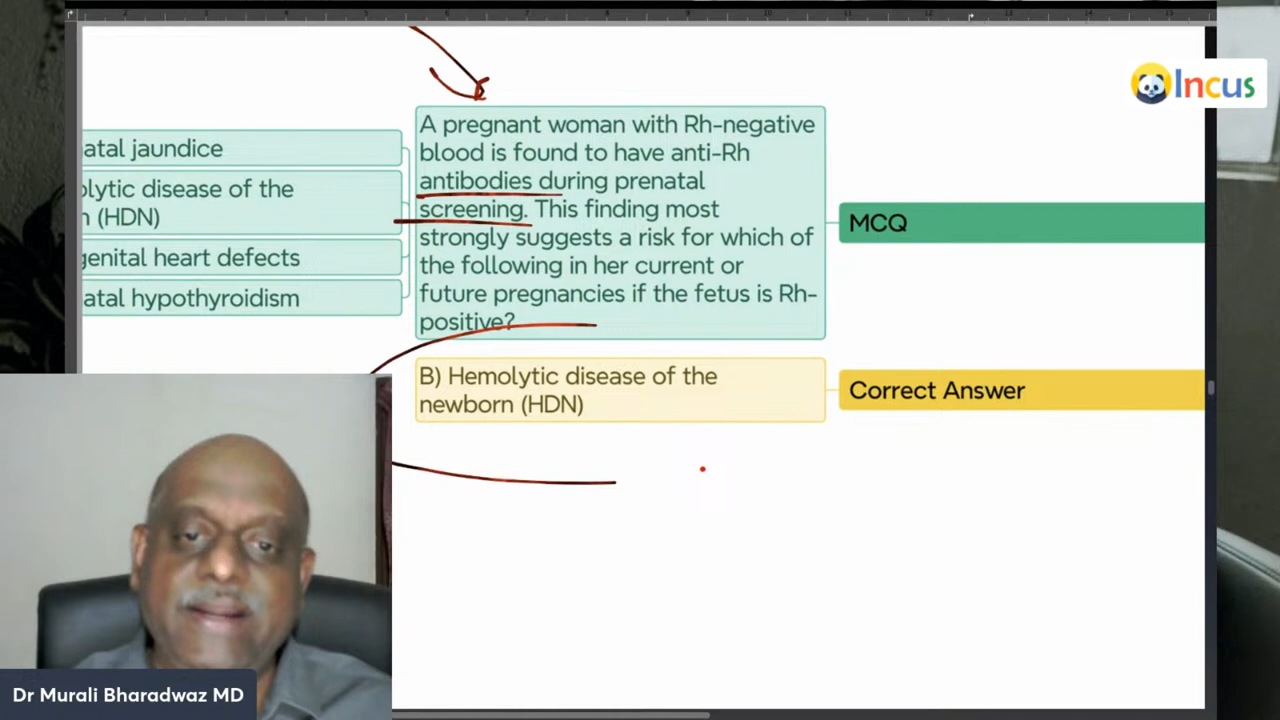 Incus
atal jaundice
olytic disease of the
n (HDN)
genital heart defects
atal hypothyroidism
A pregnant woman with Rh-negative
blood is found to have anti-Rh
antibodies during prenatal
screening. This finding most
strongly suggests a risk for which of
the following in her current or
future pregnancies if the fetus is Rh-
positive?
MCQ
B) Hemolytic disease of the
newborn (HDN)
Correct Answer
Dr Murali Bharadwaz MD